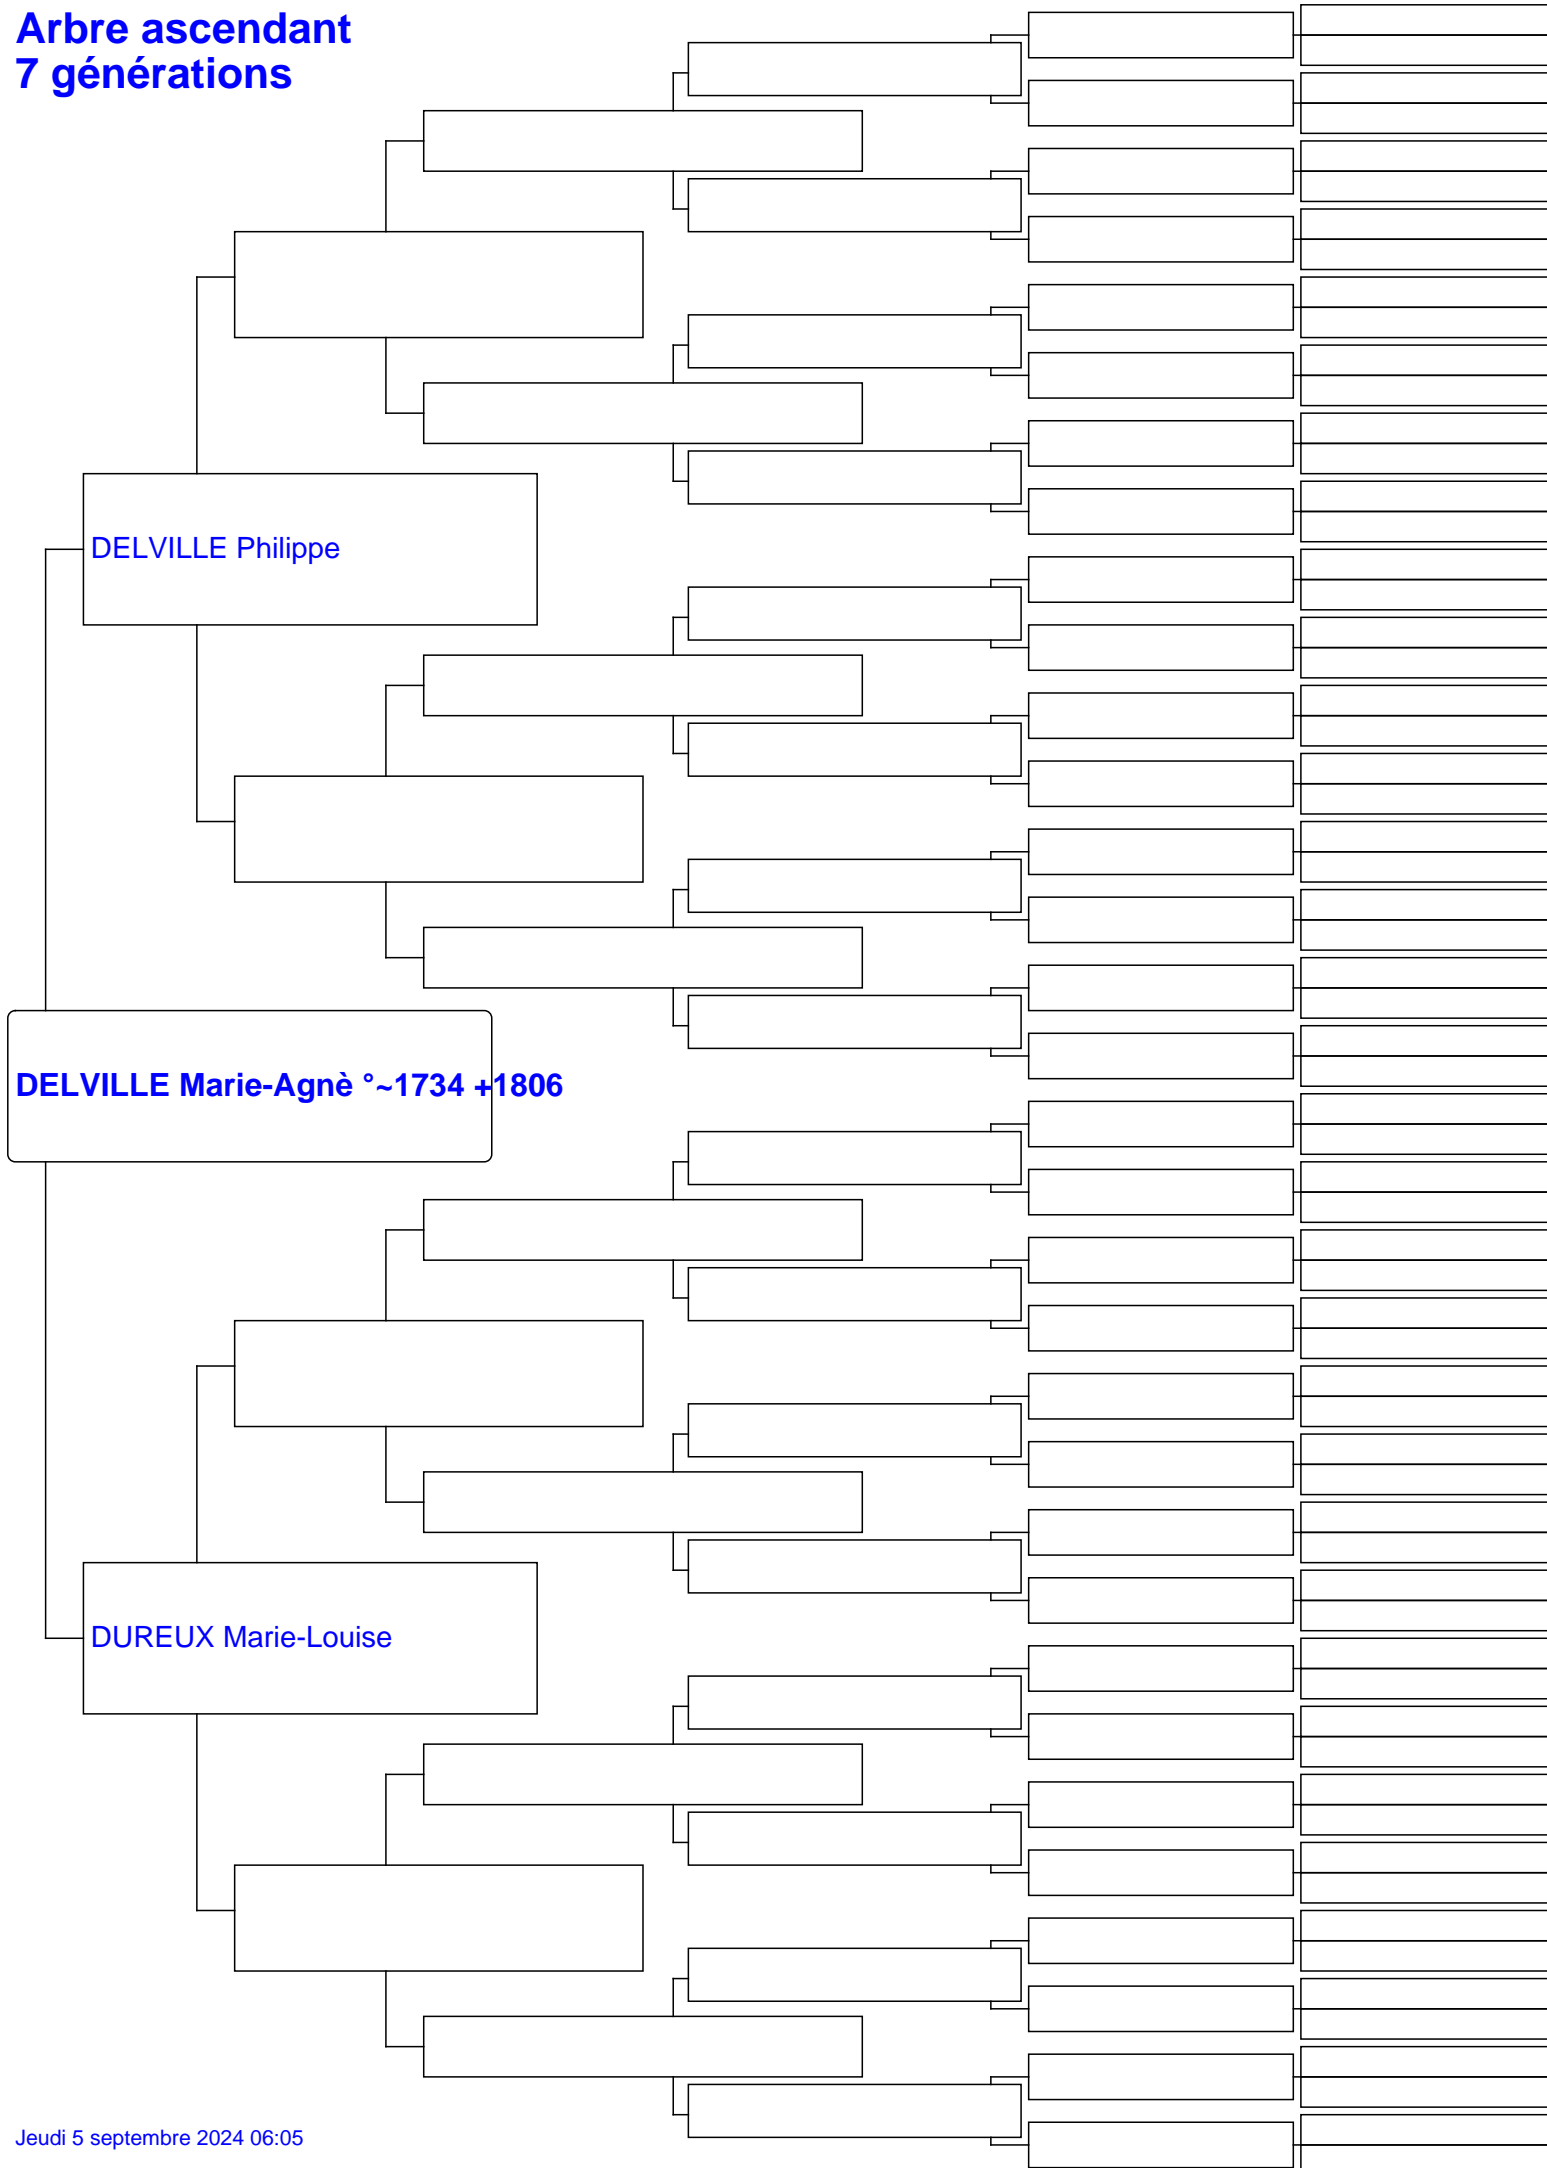 Arbre ascendant
7 générations
DELVILLE Philippe
DELVILLE Marie-Agnè °~1734 +1806
DUREUX Marie-Louise
Jeudi 5 septembre 2024 06:05